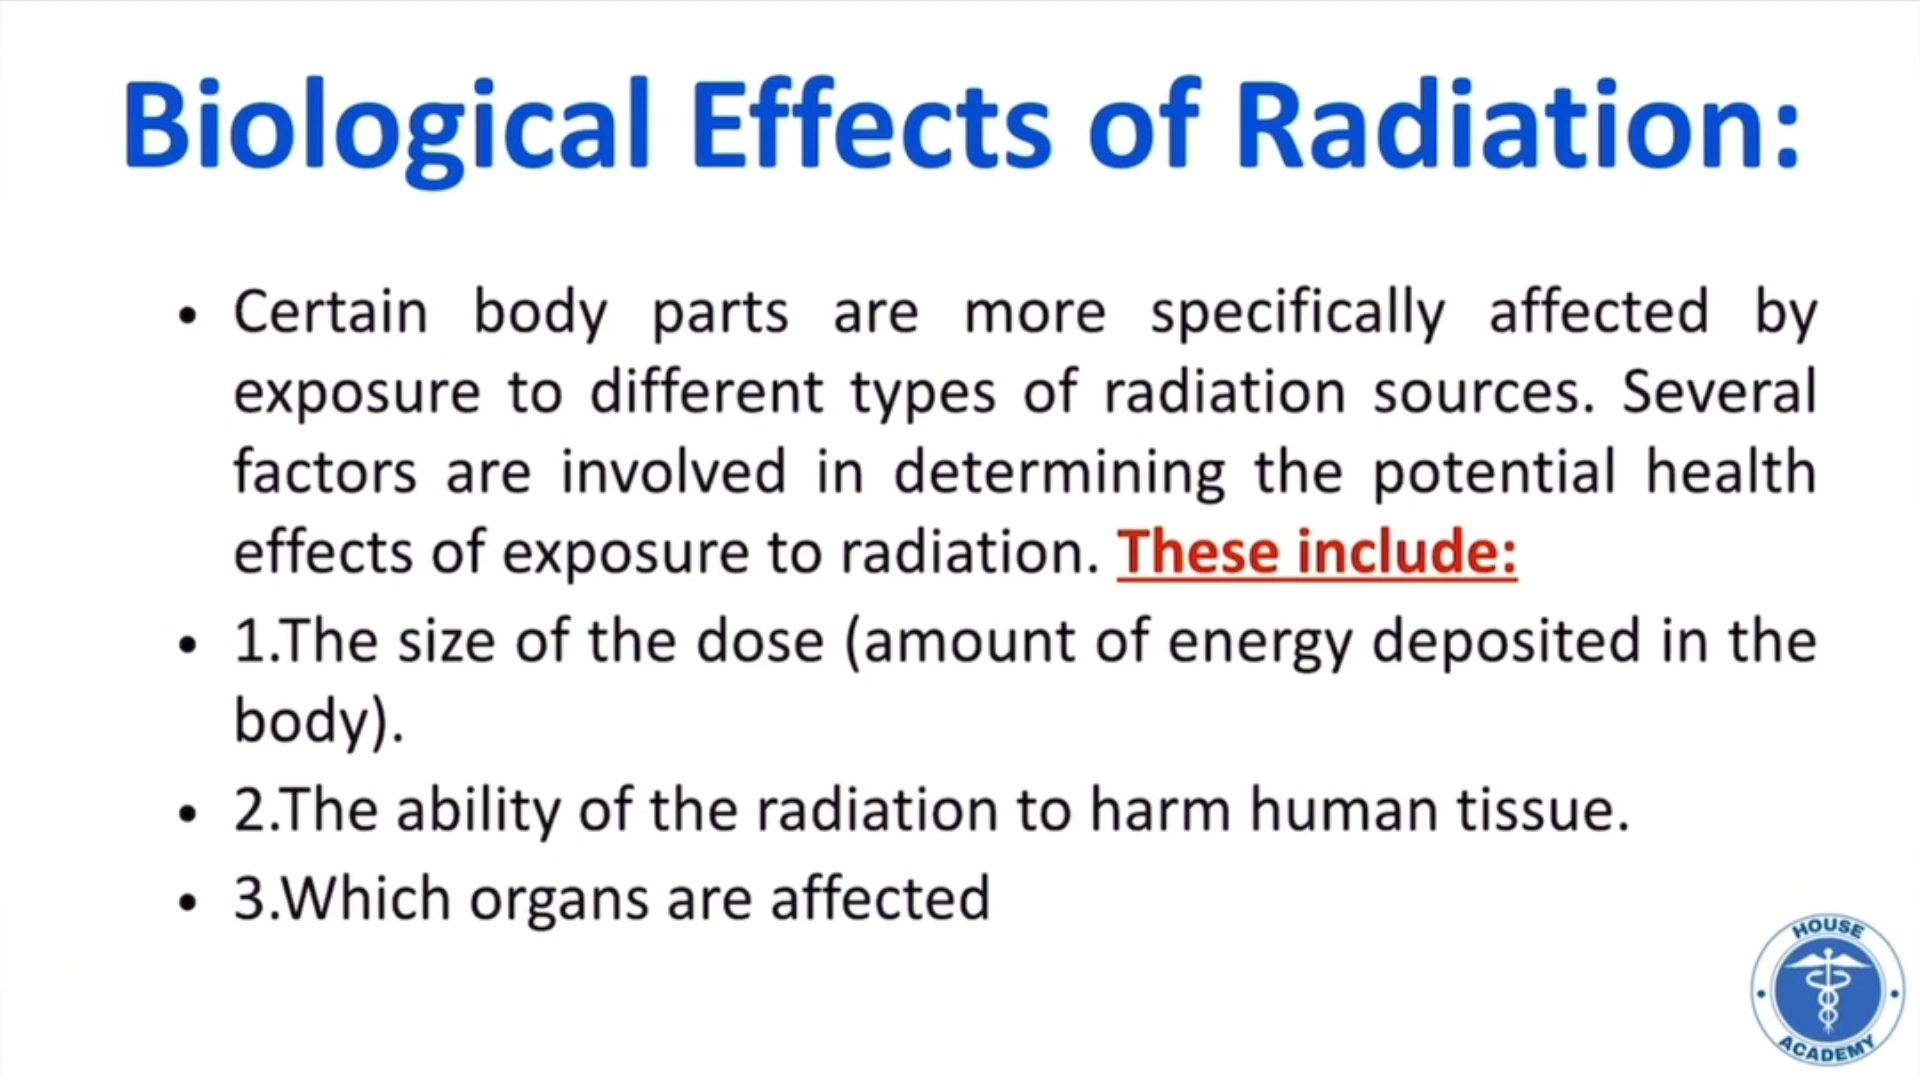 Biological Effects of Radiation:
• Certain body parts are more specifically affected by
exposure to different types of radiation sources. Several
factors are involved in determining the potential health
effects of exposure to radiation. These include:
• 1.The size of the dose (amount of energy deposited in the
body).
• 2.The ability of the radiation to harm human tissue.
• 3.Which organs are affected
HOUSE
ACADEMY